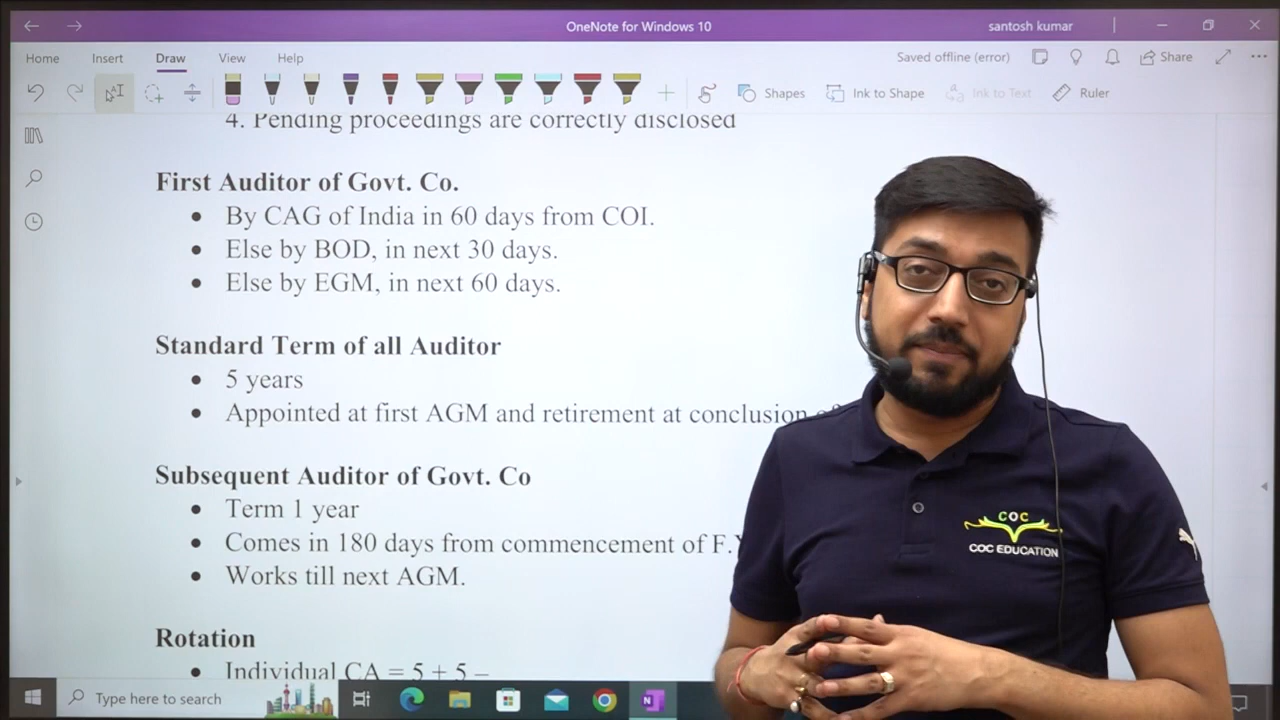 OneNote for Windows 10
santosh kumar
Home Insert Draw View Help
Saved offline (error)
Share
Shapes
Ink to Shape
Ink to Text
Ruler
4. Pending proceedings are correctly disclosed
First Auditor of Govt. Co.
• By CAG of India in 60 days from COI.
• Else by BOD, in next 30 days.
• Else by EGM, in next 60 days.
Standard Term of all Auditor
• 5 years
• Appointed at first AGM and retirement at conclusion of
Subsequent Auditor of Govt. Co
• Term 1 year
• Comes in 180 days from commencement of F.Y
• Works till next AGM.
Rotation
• Individual CA = 5 + 5 –
Type here to search
COC
COC EDUCATION